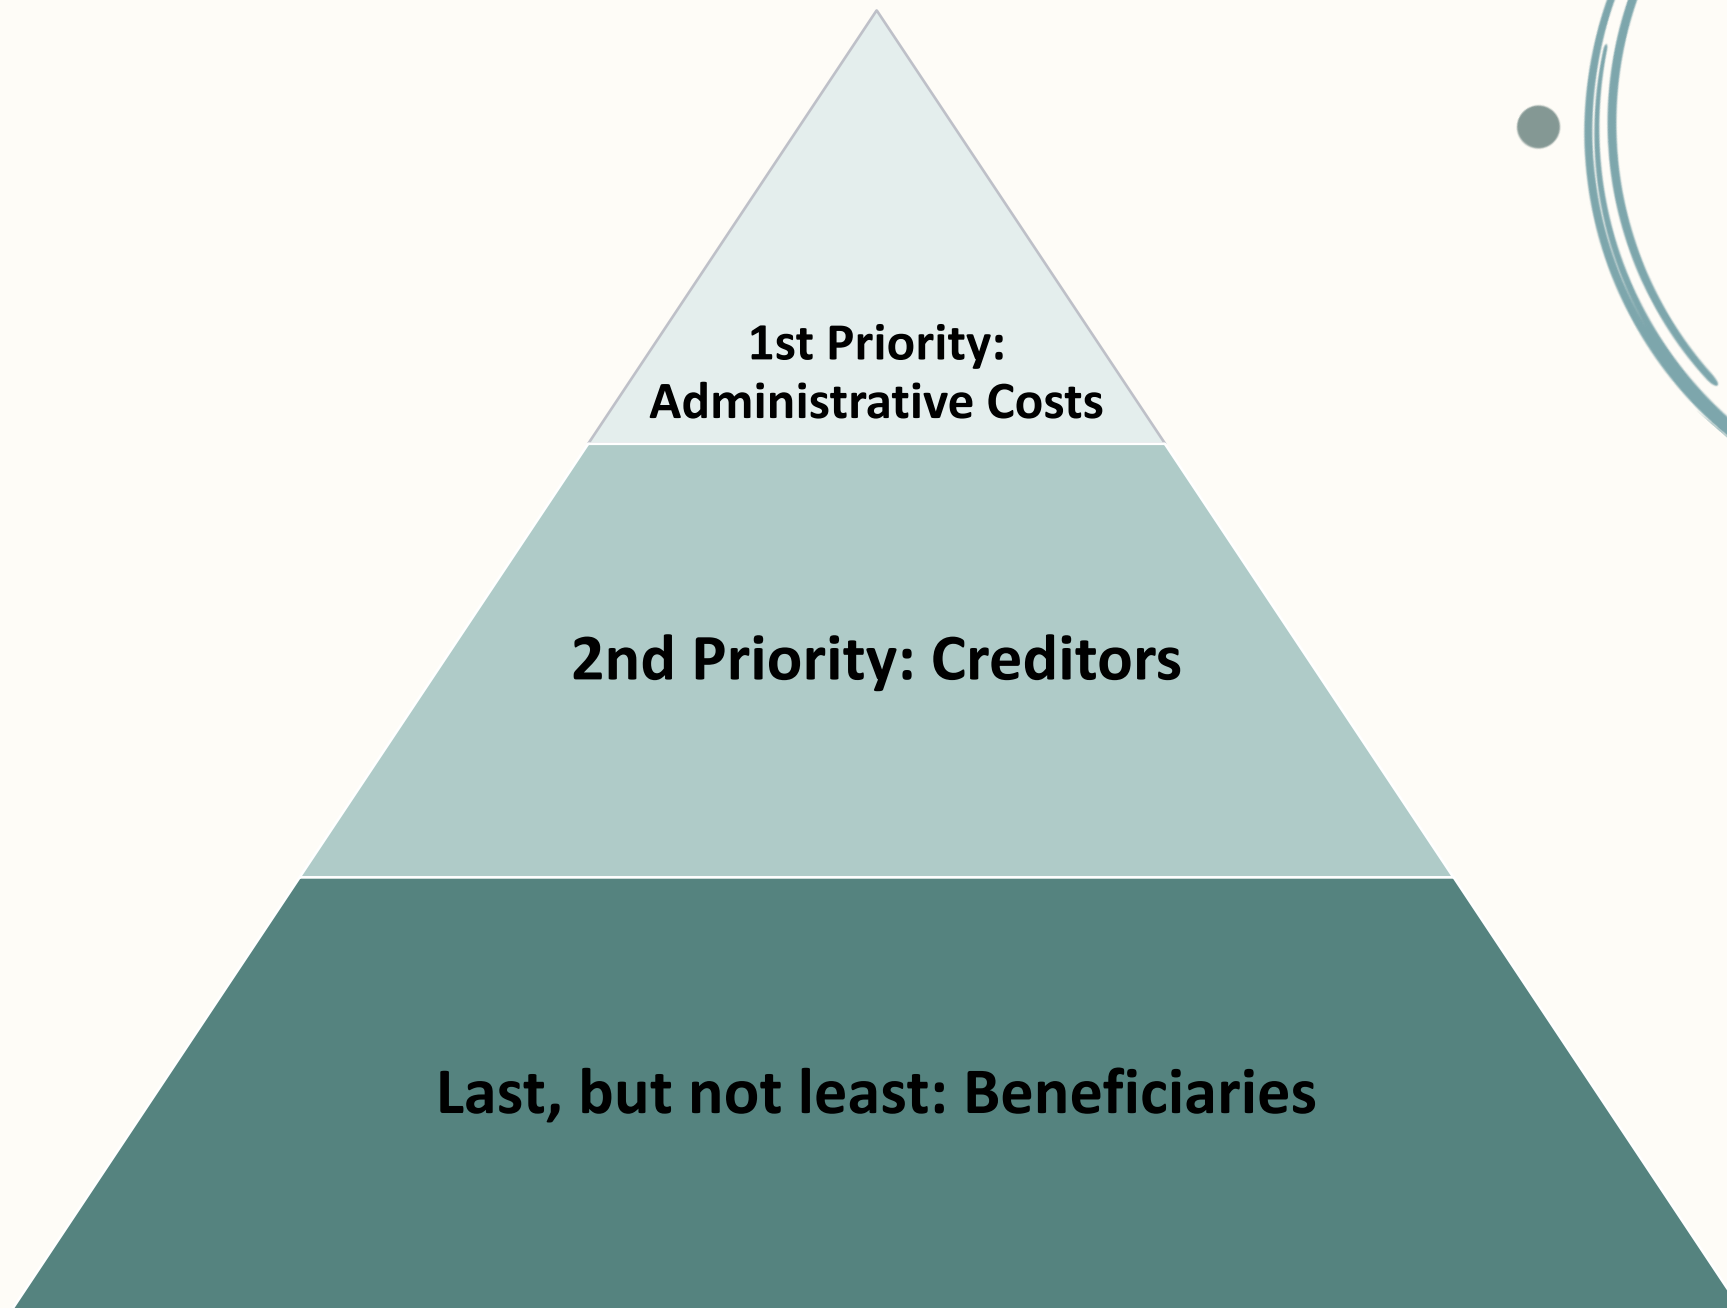 1st Priority:
Administrative Costs
2nd Priority: Creditors
Last, but not least: Beneficiaries